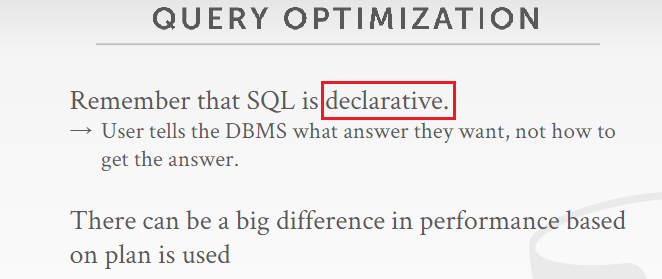 QUERY OPTIMIZATION
Remember that SQL is declarative.
→ User tells the DBMS what answer they want, not how to
get the answer.
There can be a big difference in performance based
on plan is used